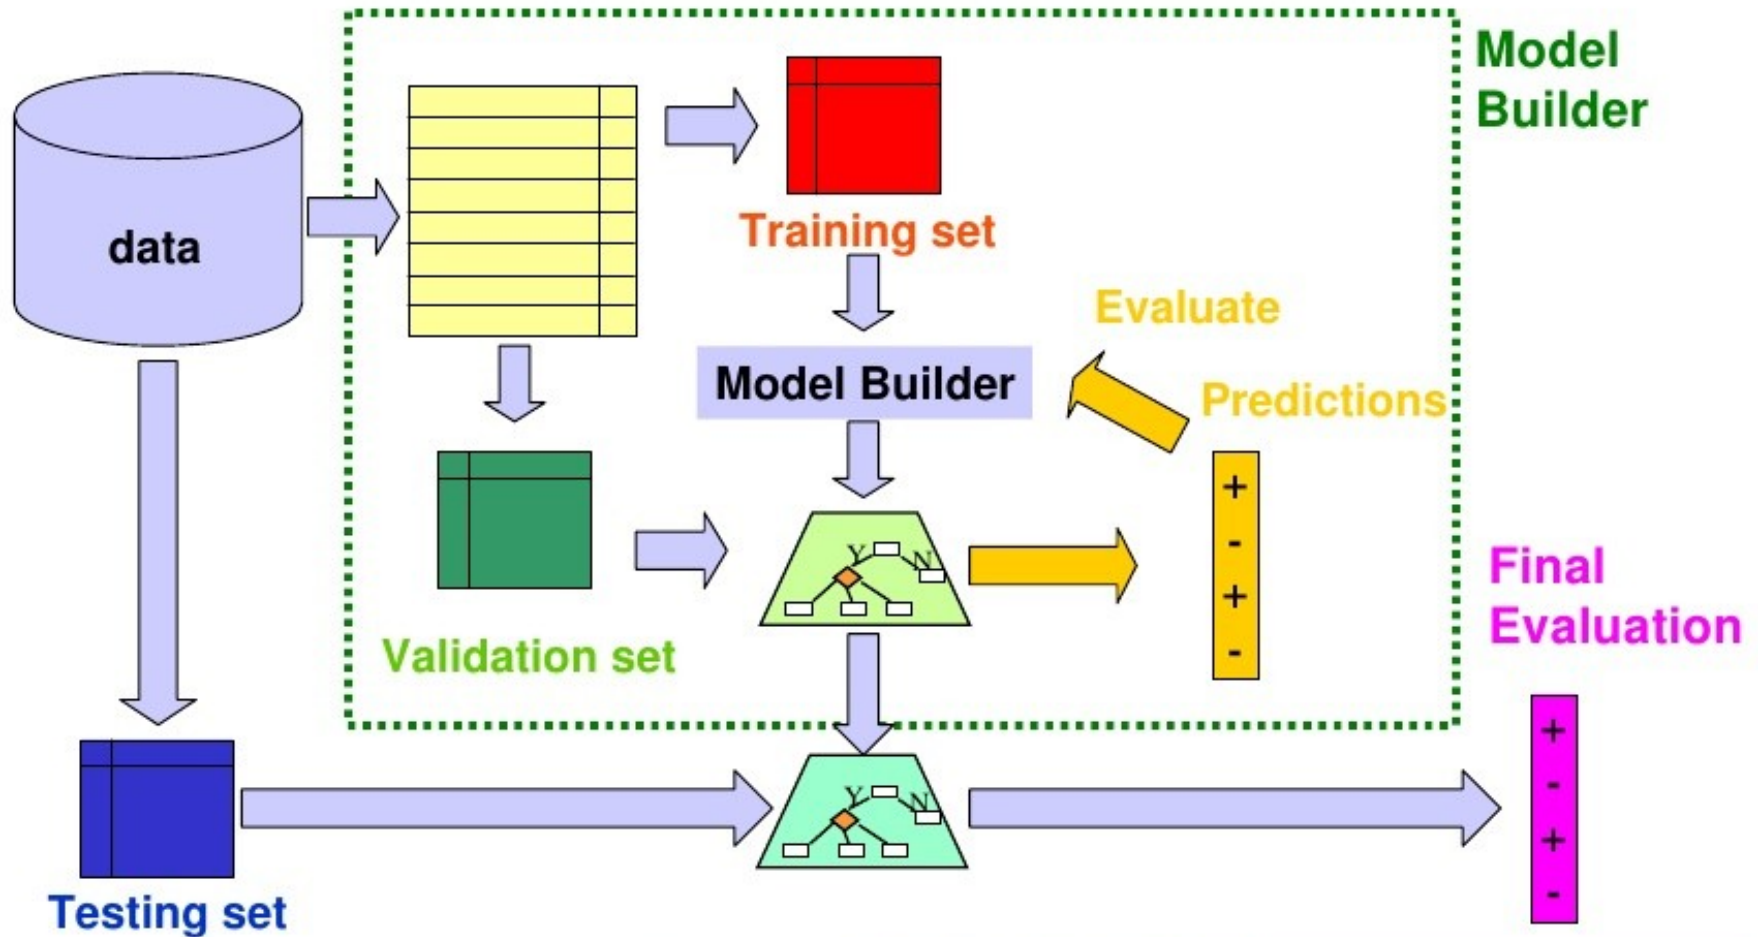 Model
Builder
data
Training set
Evaluate
Model Builder
Predictions
+
-
+
-
Y
N
Validation set
Final
Evaluation
+
-
+
-
Y
N
Testing set